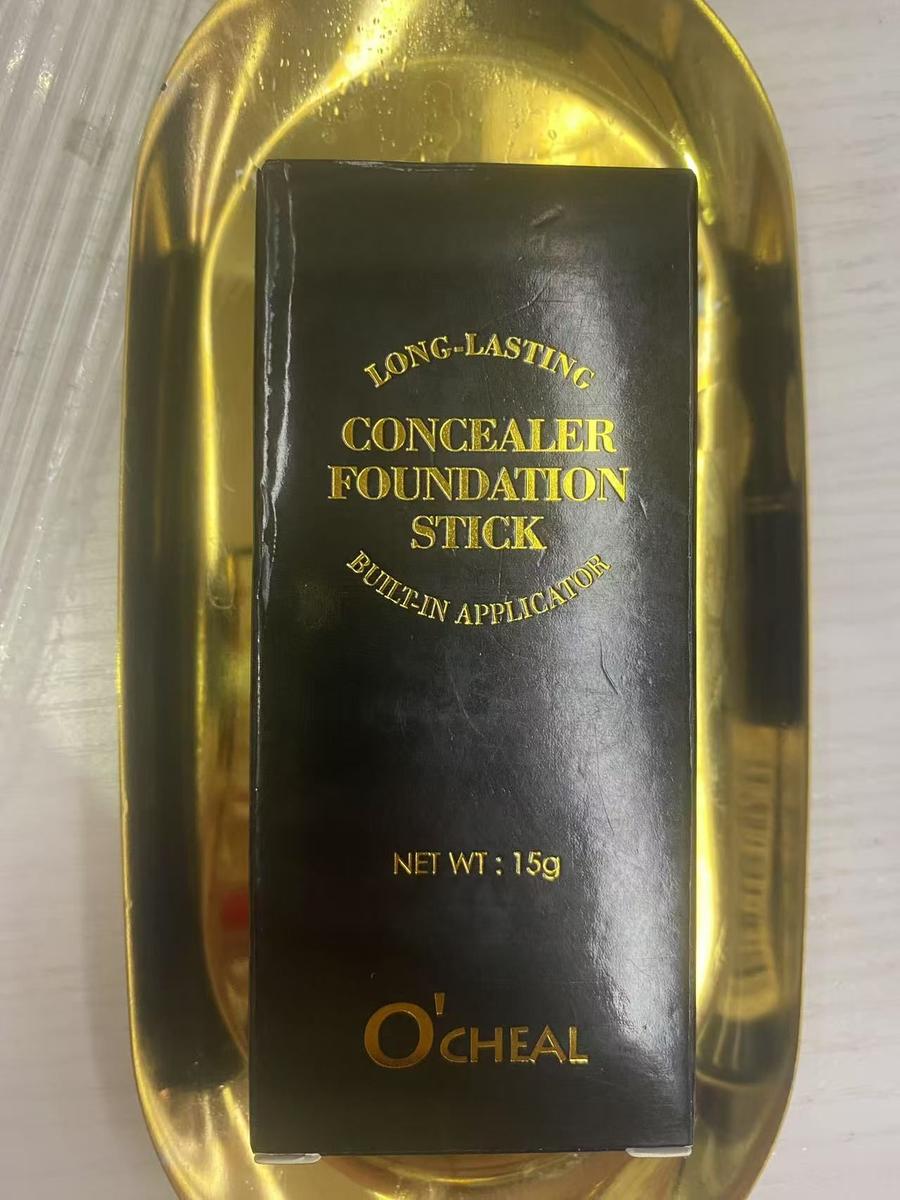 LONG-LASTING
CONCEALER
FOUNDATION
STICK
BUILT-IN APPLICATOR
NET WT : 15g
O'CHEAL